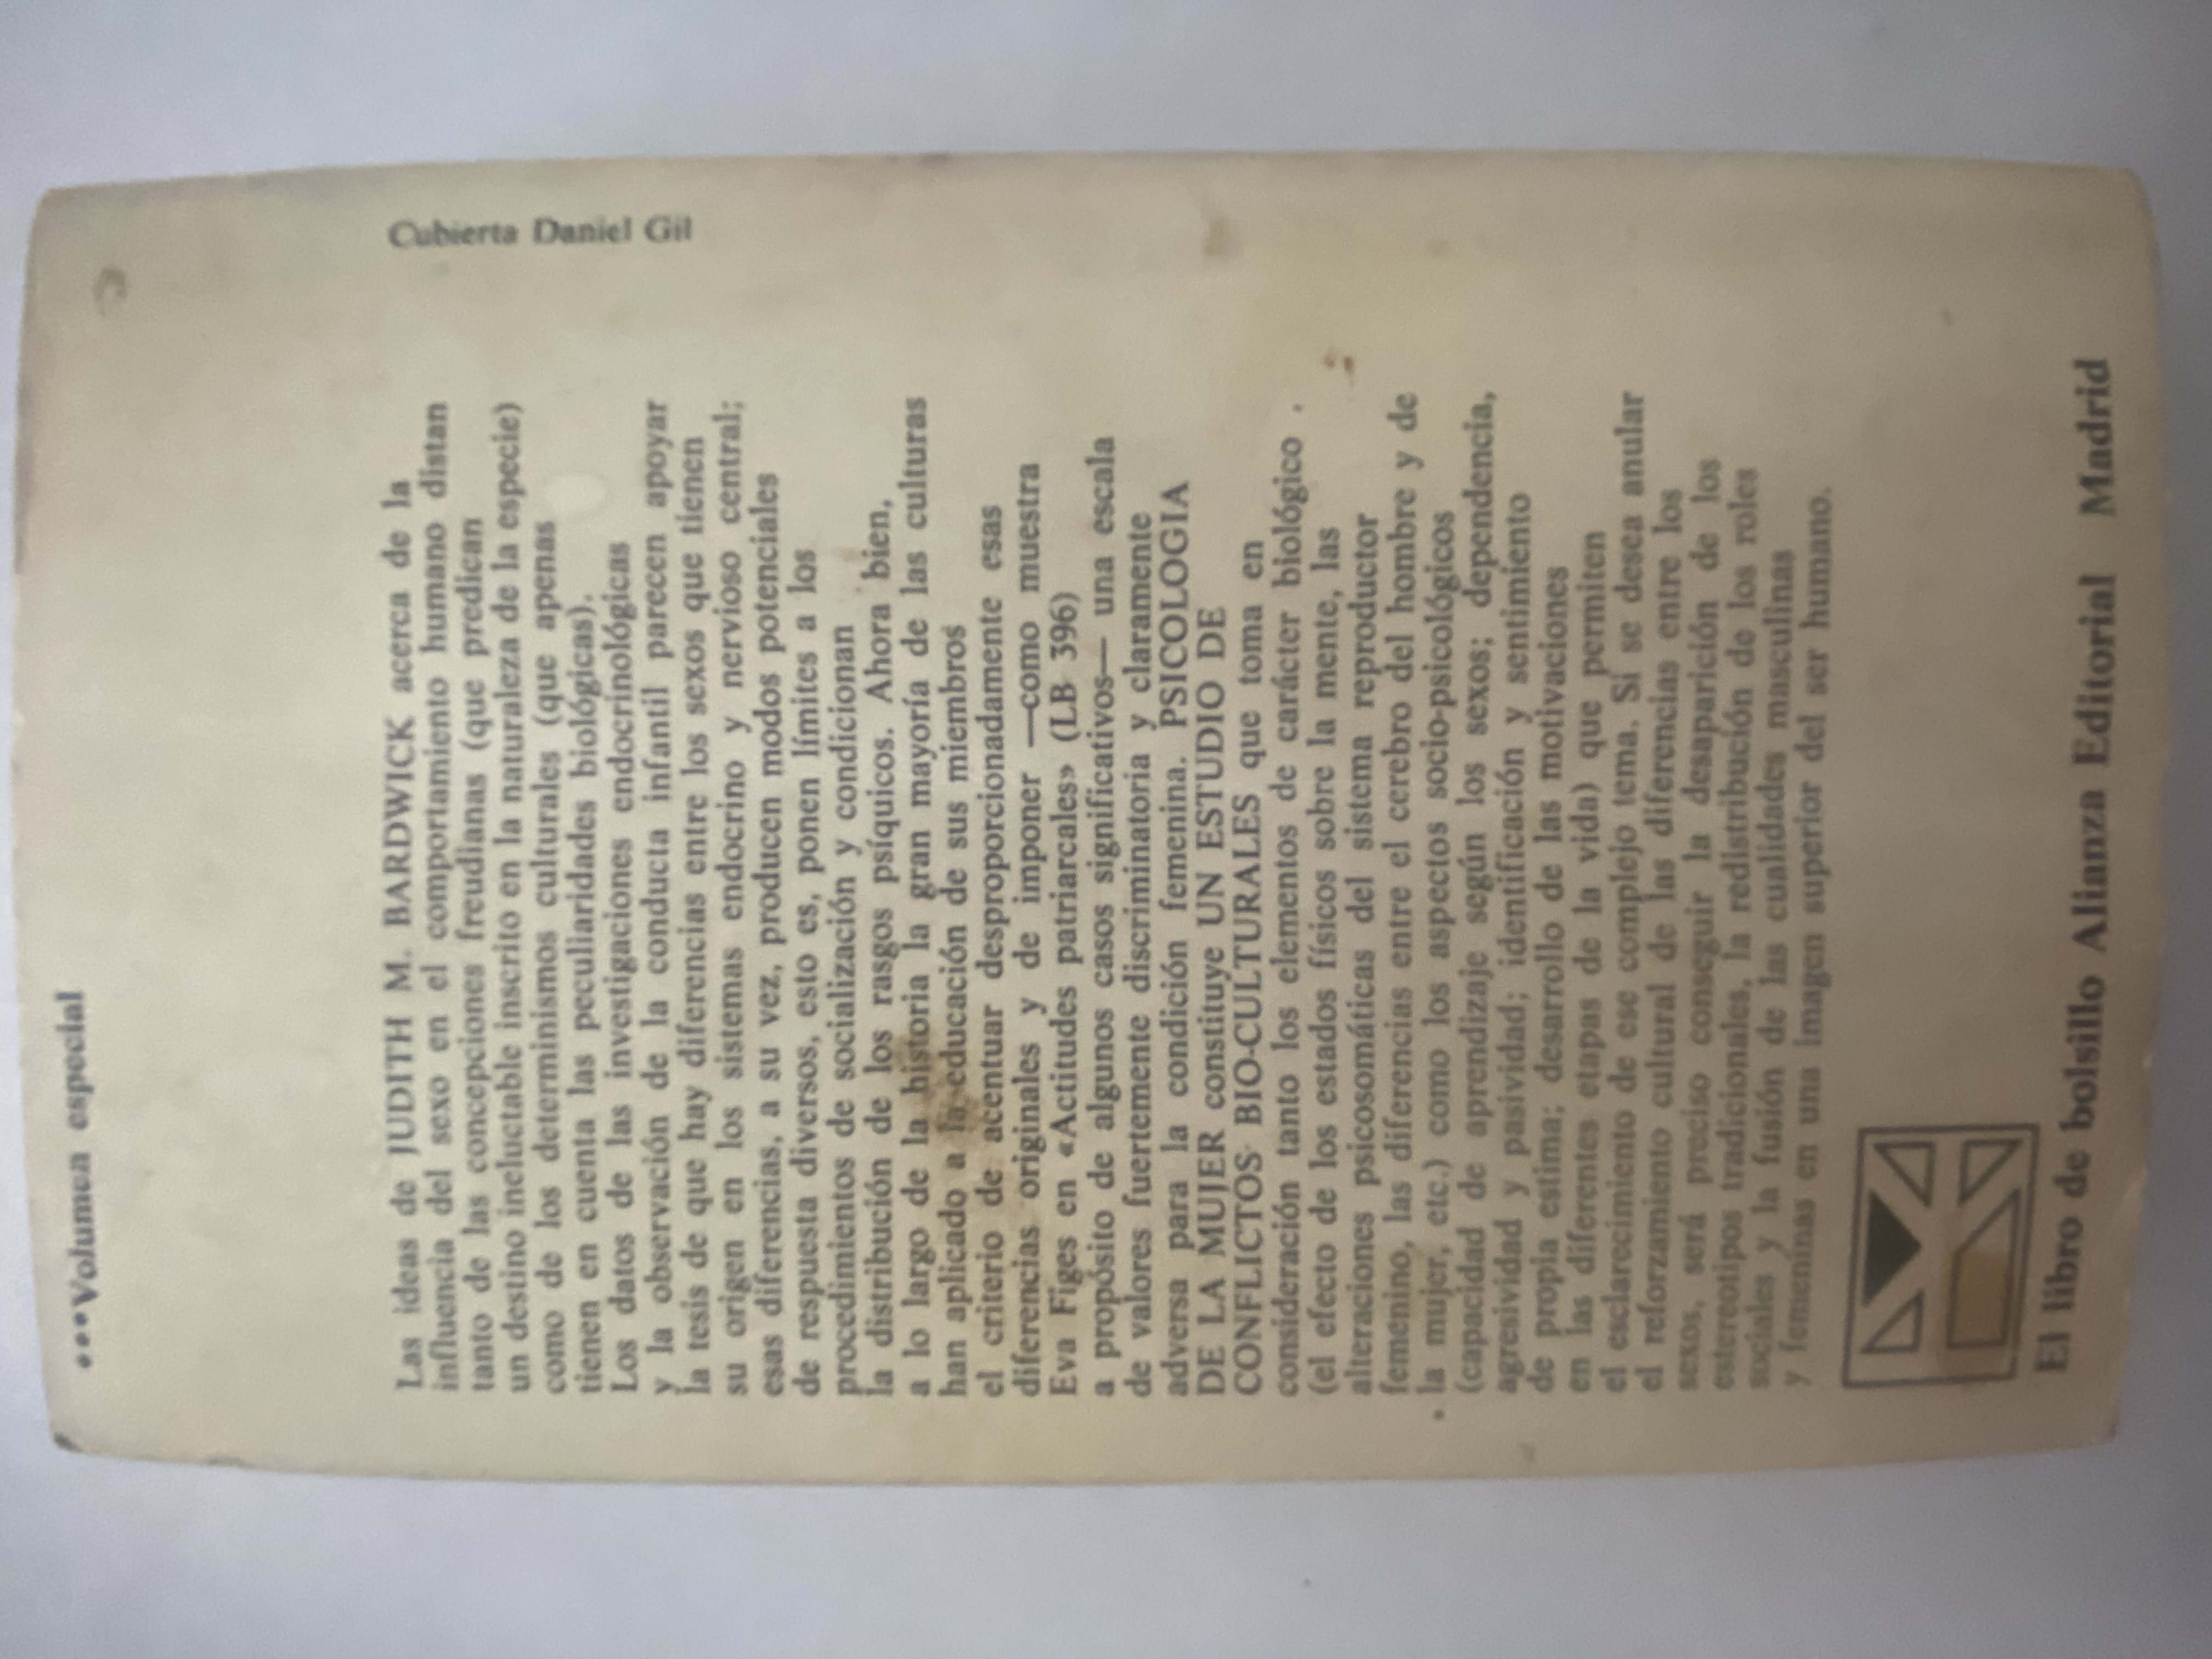 ***Volumen especial
Las ideas de JUDITH M. BARDWICK acerca de la
influencia del sexo en el comportamiento humano distan
tanto de las concepciones freudianas (que predican
un destino ineluctable inscrito en la naturaleza de la especie)
como de los determinismos culturales (que apenas
tienen en cuenta las peculiaridades biológicas).
Los datos de las investigaciones endocrinológicas
y la observación de la conducta infantil parecen apoyar
la tesis de que hay diferencias entre los sexos que tienen
su origen en los sistemas endocrino y nervioso central;
esas diferencias, a su vez, producen modos potenciales
de respuesta diversos, esto es, ponen límites a los
procedimientos de socialización y condicionan
la distribución de los rasgos psíquicos. Ahora bien,
a lo largo de la historia la gran mayoría de las culturas
han aplicado a la educación de sus miembros
el criterio de acentuar desproporcionadamente esas
diferencias originales y de imponer —como muestra
Eva Figes en «Actitudes patriarcales» (LB 396)
a propósito de algunos casos significativos— una escala
de valores fuertemente discriminatoria y claramente
adversa para la condición femenina. PSICOLOGIA
DE LA MUJER constituye UN ESTUDIO DE
CONFLICTOS BIO-CULTURALES que toma en
consideración tanto los elementos de carácter biológico
(el efecto de los estados físicos sobre la mente, las
alteraciones psicosomáticas del sistema reproductor
femenino, las diferencias entre el cerebro del hombre y de
la mujer, etc.) como los aspectos socio-psicológicos
(capacidad de aprendizaje según los sexos; dependencia,
agresividad y pasividad; identificación y sentimiento
de propia estima; desarrollo de las motivaciones
en las diferentes etapas de la vida) que permiten
el esclarecimiento de ese complejo tema. Si se desea anular
el reforzamiento cultural de las diferencias entre los
sexos, será preciso conseguir la desaparición de los
estereotipos tradicionales, la redistribución de los roles
sociales y la fusión de las cualidades masculinas
y femeninas en una imagen superior del ser humano.
El libro de bolsillo Alianza Editorial Madrid
Cubierta Daniel Gil